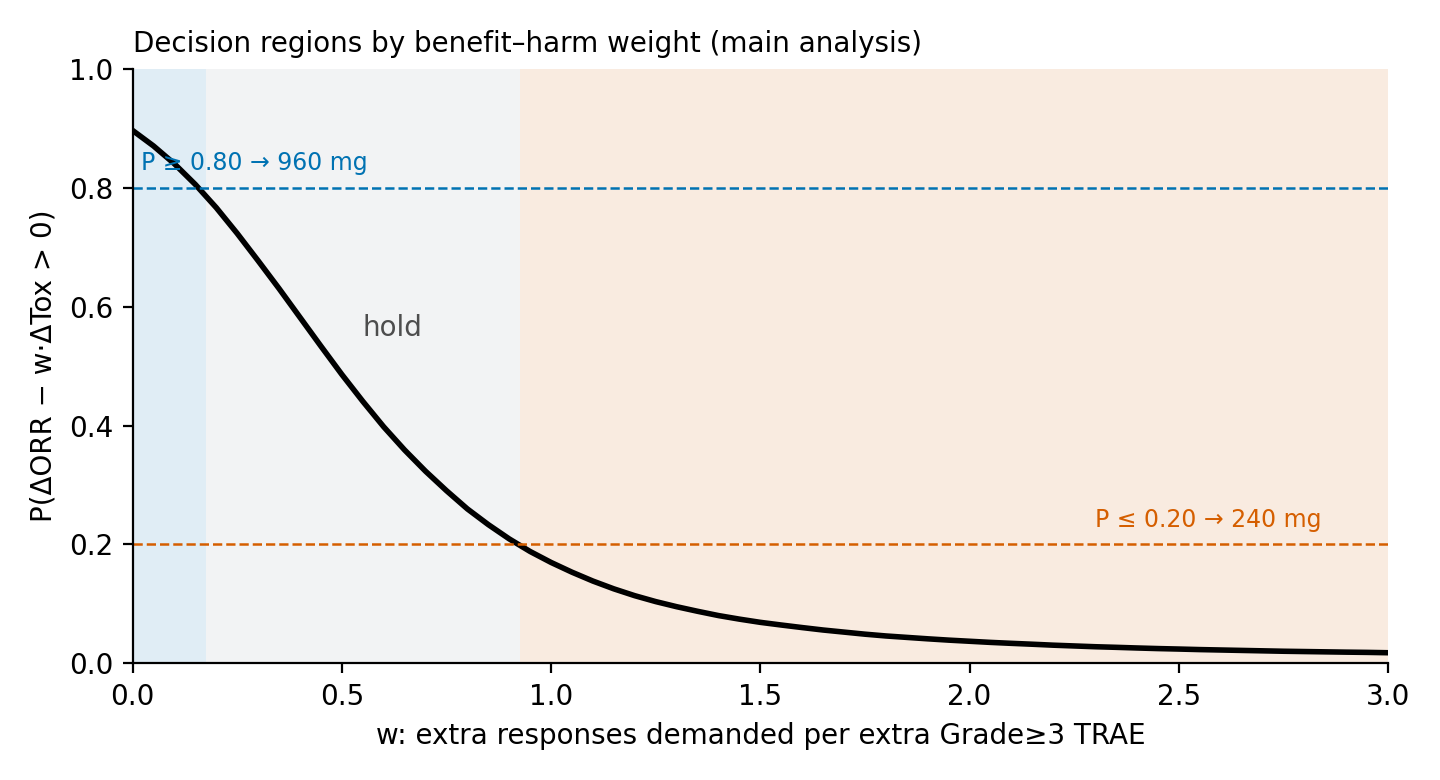 Decision regions by benefit–harm weight (main analysis)
P(ΔORR − w·ΔTox > 0)
1.0
0.8
0.6
0.4
0.2
0.0
P ≥ 0.80 → 960 mg
hold
P ≤ 0.20 → 240 mg
0.0 0.5 1.0 1.5 2.0 2.5 3.0
w: extra responses demanded per extra Grade≥3 TRAE